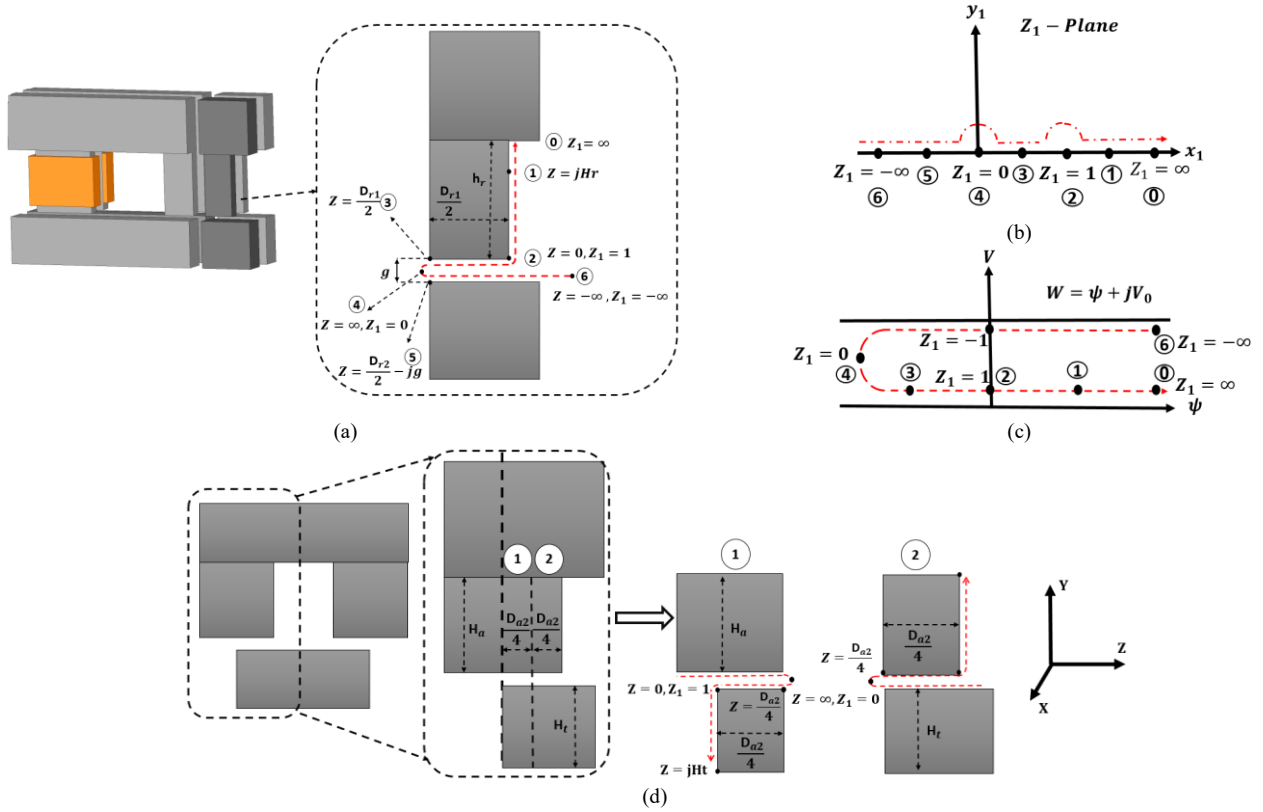 ⓪ Z₁=∞
① Z = jHr
h_r
D_r1
2
Z = D_r1/2 ③
② Z = 0, Z₁ = 1
g
⑥
Z = −∞, Z₁ = −∞
④
Z = ∞, Z₁ = 0
⑤
Z = D_r2/2 − jg
(a)
y₁
Z₁ − Plane
x₁
Z₁ = −∞ ⑤ Z₁ = 0 ③ Z₁ = 1 ① Z₁ = ∞
⑥ ④ ② ⓪
(b)
V
W = ψ + jV₀
Z₁ = −1
⑥ Z₁ = −∞
Z₁ = 0
④ ③ Z₁ = 1 ② ① ⓪ Z₁ = ∞
ψ
(c)
① ②
H_a
D_a2/4 D_a2/4
H_t
①
H_a
Z = 0, Z₁ = 1
Z = D_a2/4
D_a2/4
Z = jHt
②
D_a2/4
Z = D_a2/4
Z = ∞, Z₁ = 0
H_t
Y
Z
X
(d)